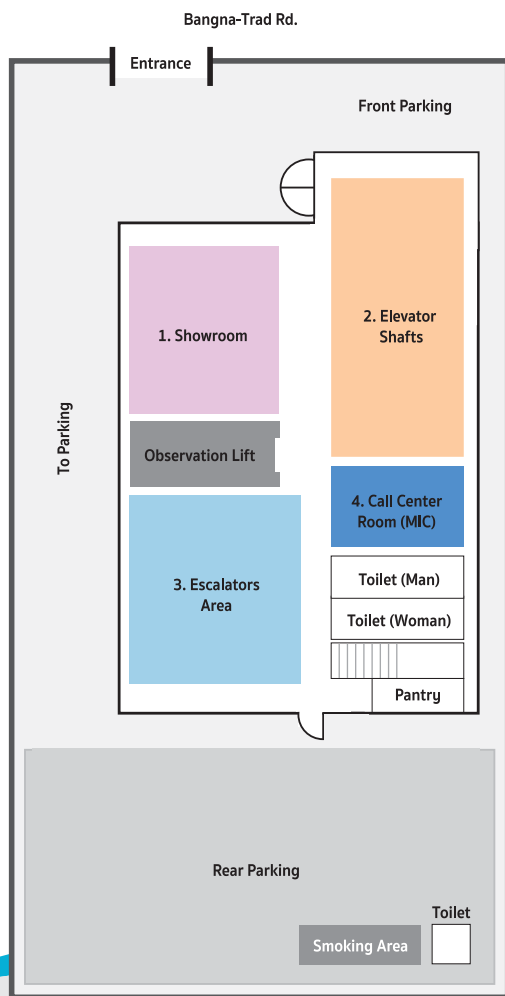 Bangna-Trad Rd.
Entrance
Front Parking
1. Showroom
2. Elevator
Shafts
To Parking
Observation Lift
4. Call Center
Room (MIC)
3. Escalators
Area
Toilet (Man)
Toilet (Woman)
Pantry
Rear Parking
Toilet
Smoking Area